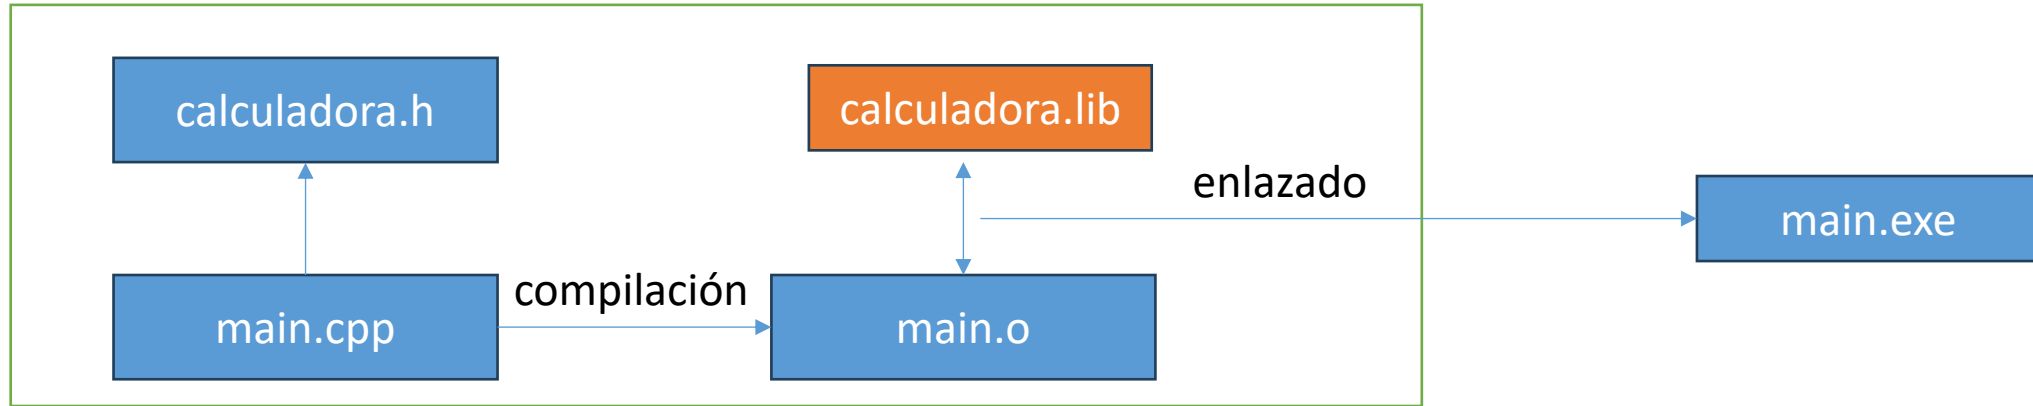 calculadora.h
calculadora.lib
enlazado
main.exe
compilación
main.cpp
main.o